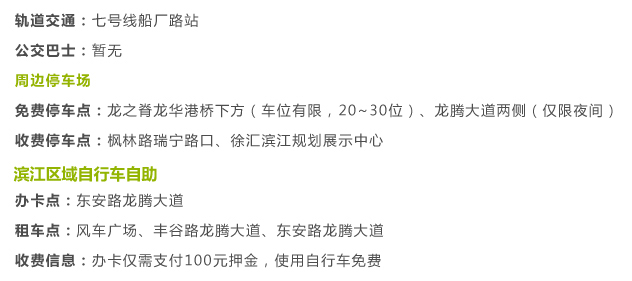 轨道交通：七号线船厂路站
公交巴士：暂无
周边停车场
免费停车点：龙之脊龙华港桥下方（车位有限，20~30位）、龙腾大道两侧（仅限夜间）
收费停车点：枫林路瑞宁路口、徐汇滨江规划展示中心
滨江区域自行车自助
办卡点：东安路龙腾大道
租车点：风车广场、丰谷路龙腾大道、东安路龙腾大道
收费信息：办卡仅需支付100元押金，使用自行车免费